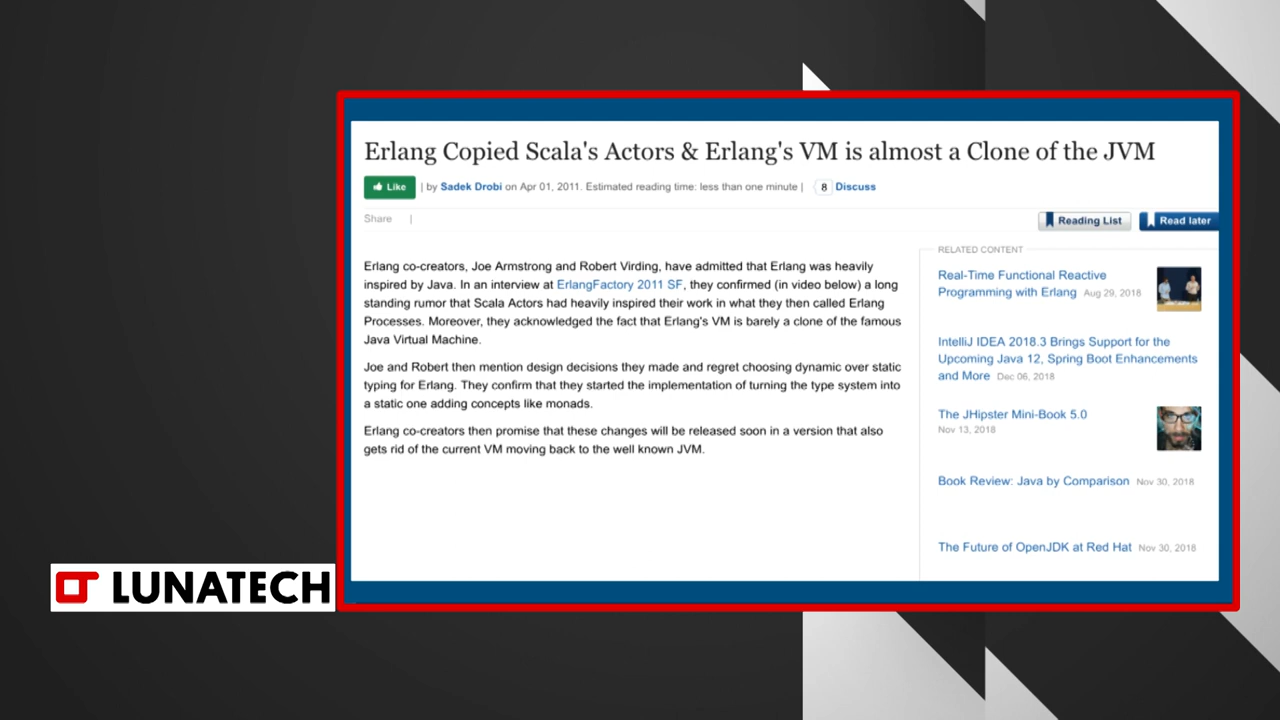 Erlang Copied Scala's Actors & Erlang's VM is almost a Clone of the JVM
Like | by Sadek Drobi on Apr 01, 2011. Estimated reading time: less than one minute | 8 Discuss
Share |
Reading List Read later
Erlang co-creators, Joe Armstrong and Robert Virding, have admitted that Erlang was heavily
inspired by Java. In an interview at ErlangFactory 2011 SF, they confirmed (in video below) a long
standing rumor that Scala Actors had heavily inspired their work in what they then called Erlang
Processes. Moreover, they acknowledged the fact that Erlang's VM is barely a clone of the famous
Java Virtual Machine.
Joe and Robert then mention design decisions they made and regret choosing dynamic over static
typing for Erlang. They confirm that they started the implementation of turning the type system into
a static one adding concepts like monads.
Erlang co-creators then promise that these changes will be released soon in a version that also
gets rid of the current VM moving back to the well known JVM.
RELATED CONTENT
Real-Time Functional Reactive
Programming with Erlang Aug 29, 2018
IntelliJ IDEA 2018.3 Brings Support for the
Upcoming Java 12, Spring Boot Enhancements
and More Dec 06, 2018
The JHipster Mini-Book 5.0
Nov 13, 2018
Book Review: Java by Comparison Nov 30, 2018
The Future of OpenJDK at Red Hat Nov 30, 2018
LUNATECH